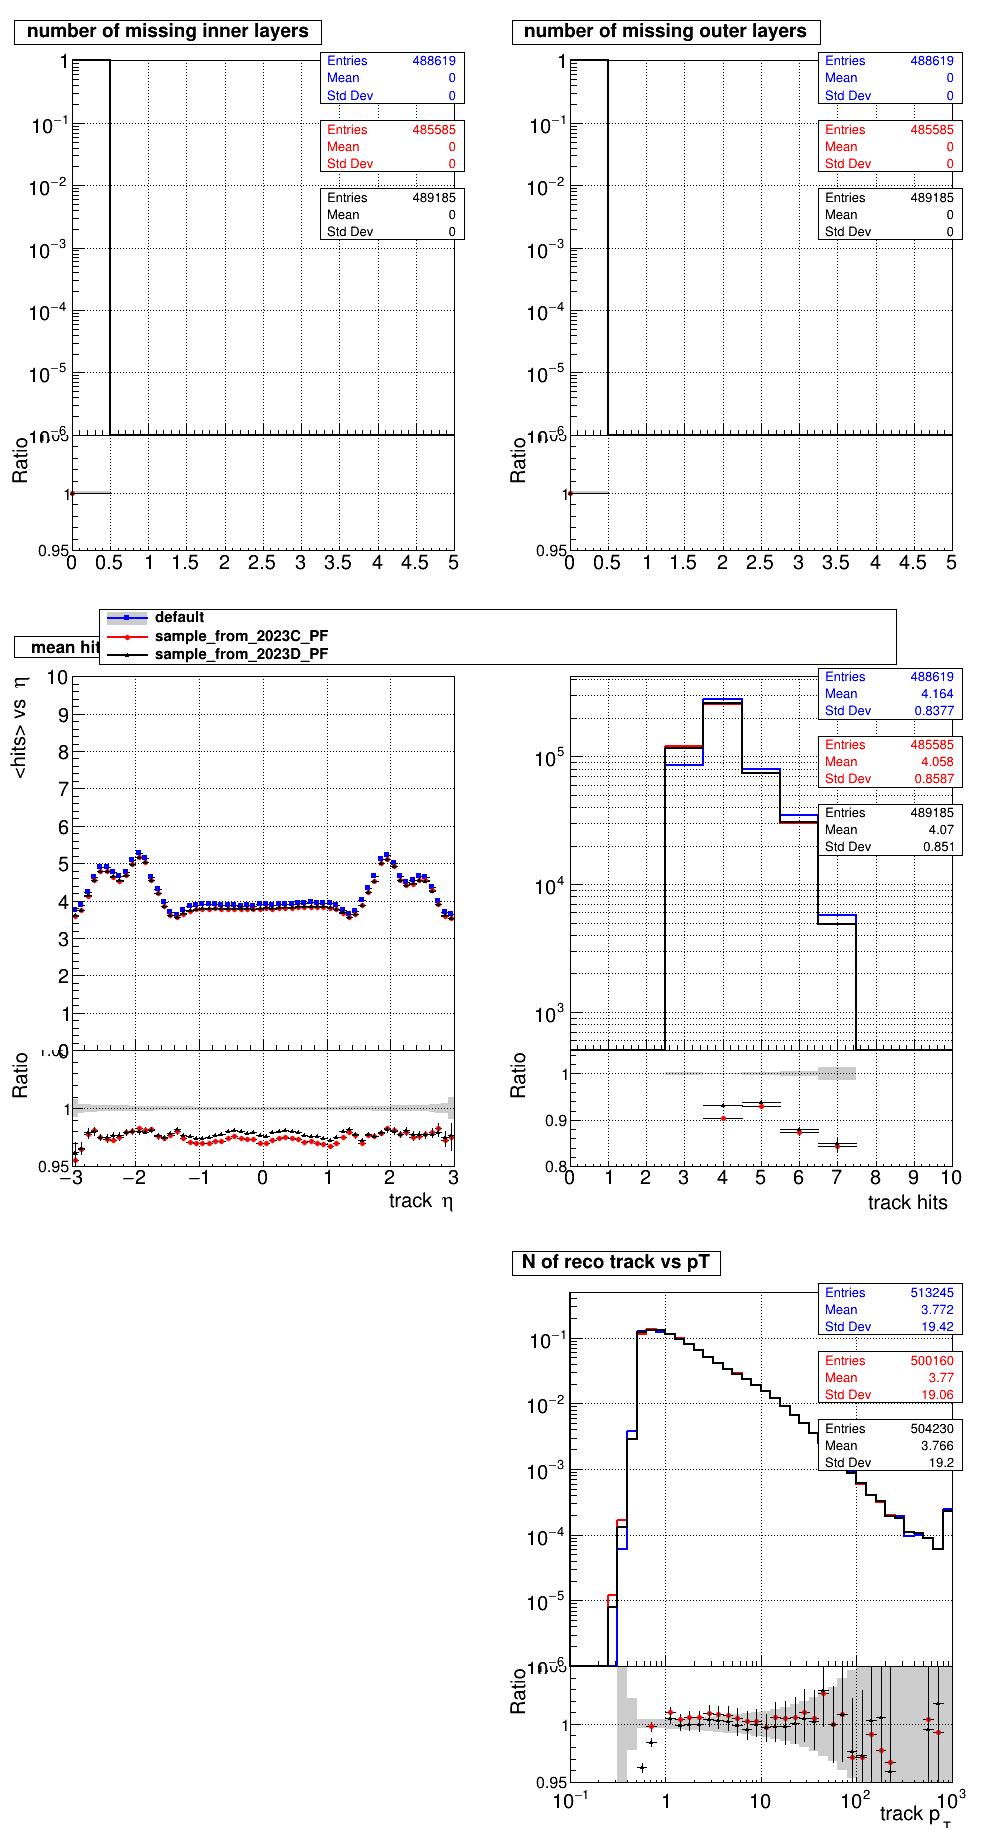 number of missing inner layers
number of missing outer layers
Entries 488619
Mean 0
Std Dev 0
Entries 485585
Mean 0
Std Dev 0
Entries 489185
Mean 0
Std Dev 0
1
10−1
10−2
10−3
10−4
10−5
10−6
Ratio
1
0.95
0 0.5 1 1.5 2 2.5 3 3.5 4 4.5 5
Entries 488619
Mean 0
Std Dev 0
Entries 485585
Mean 0
Std Dev 0
Entries 489185
Mean 0
Std Dev 0
1
10−1
10−2
10−3
10−4
10−5
10−6
Ratio
1
0.95
0 0.5 1 1.5 2 2.5 3 3.5 4 4.5 5
default
sample_from_2023C_PF
sample_from_2023D_PF
mean hit
<hits> vs η
10
9
8
7
6
5
4
3
2
1
0
Ratio
1
0.95
−3 −2 −1 0 1 2 3
track η
Entries 488619
Mean 4.164
Std Dev 0.8377
Entries 485585
Mean 4.058
Std Dev 0.8587
Entries 489185
Mean 4.07
Std Dev 0.851
105
104
103
Ratio
1
0.9
0.8
0 1 2 3 4 5 6 7 8 9 10
track hits
N of reco track vs pT
Entries 513245
Mean 3.772
Std Dev 19.42
Entries 500160
Mean 3.77
Std Dev 19.06
Entries 504230
Mean 3.766
Std Dev 19.2
10−1
10−2
10−3
10−4
10−5
10−6
Ratio
1
0.95
10−1 1 10 102 103
track pT